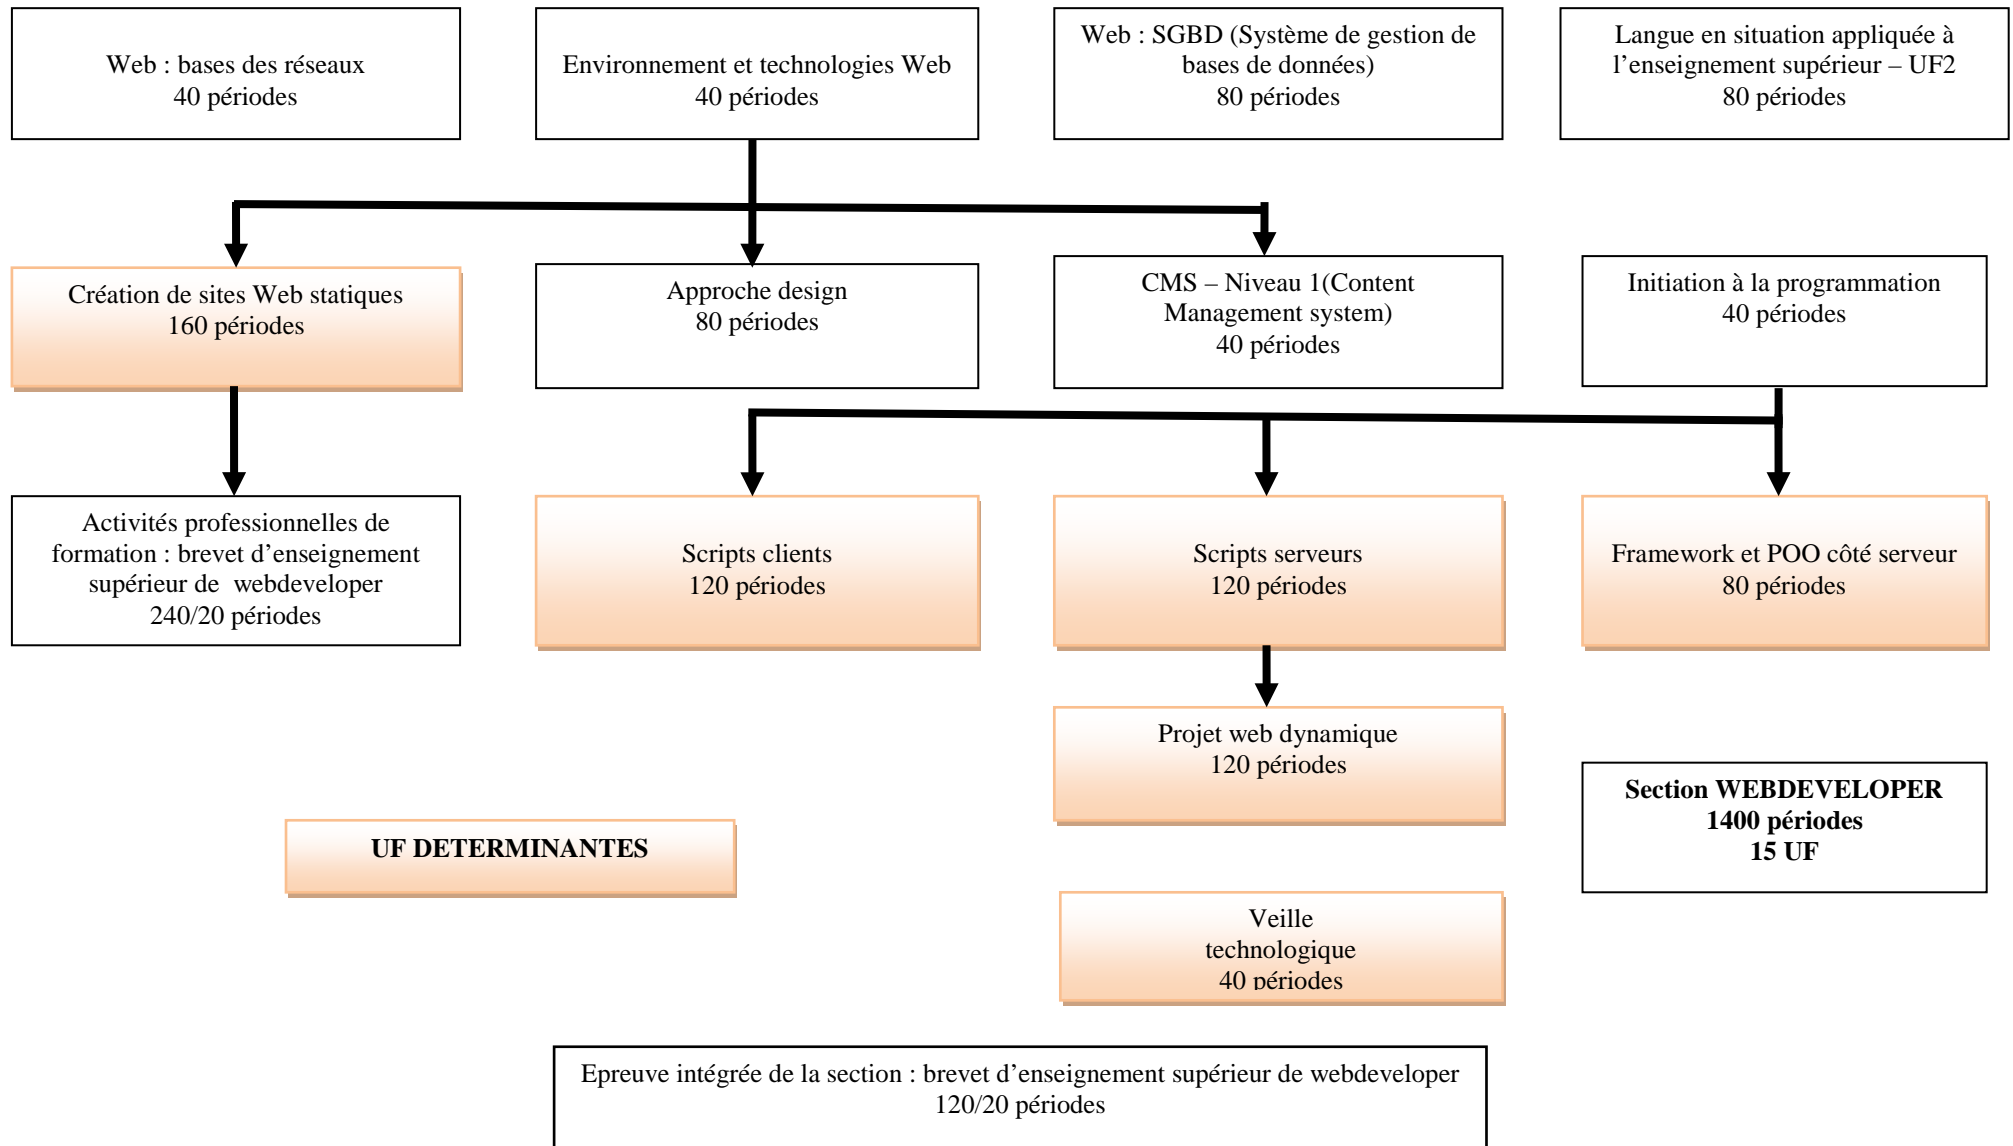 Web : bases des réseaux
40 périodes
Environnement et technologies Web
40 périodes
Web : SGBD (Système de gestion de
bases de données)
80 périodes
Langue en situation appliquée à
l’enseignement supérieur – UF2
80 périodes
Création de sites Web statiques
160 périodes
Approche design
80 périodes
CMS – Niveau 1(Content
Management system)
40 périodes
Initiation à la programmation
40 périodes
Activités professionnelles de
formation : brevet d’enseignement
supérieur de  webdeveloper
240/20 périodes
Scripts clients
120 périodes
Scripts serveurs
120 périodes
Framework et POO côté serveur
80 périodes
Projet web dynamique
120 périodes
Section WEBDEVELOPER
1400 périodes
15 UF
UF DETERMINANTES
Veille
technologique
40 périodes
Epreuve intégrée de la section : brevet d’enseignement supérieur de webdeveloper
120/20 périodes